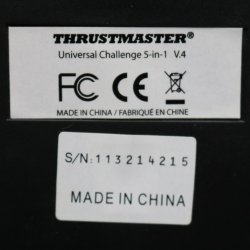 THRUSTMASTER®
Universal Challenge 5-in-1 V.4
FC CE
MADE IN CHINA / FABRIQUÉ EN CHINE
S/N:113214215
MADE IN CHINA